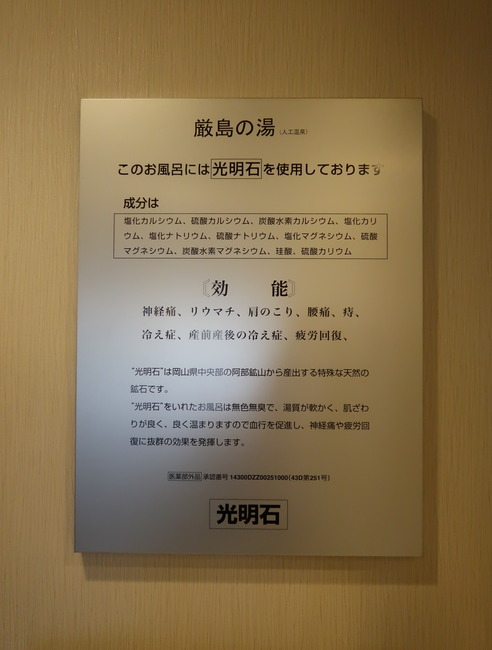 厳島の湯（人工温泉）
このお風呂には光明石を使用しております
成分は
塩化カルシウム、硫酸カルシウム、炭酸水素カルシウム、塩化カリ
ウム、塩化ナトリウム、硫酸ナトリウム、塩化マグネシウム、硫酸
マグネシウム、炭酸水素マグネシウム、珪酸、硫酸カリウム
〔効　能〕
神経痛、リウマチ、肩のこり、腰痛、痔、
冷え症、産前産後の冷え症、疲労回復、
“光明石”は岡山県中央部の阿部鉱山から産出する特殊な天然の
鉱石です。
“光明石”をいれたお風呂は無色無臭で、湯質が軟かく、肌ざわ
りが良く、良く温まりますので血行を促進し、神経痛や疲労回
復に抜群の効果を発揮します。
医薬部外品 承認番号 14300DZZ00251000(43D第251号)
光明石